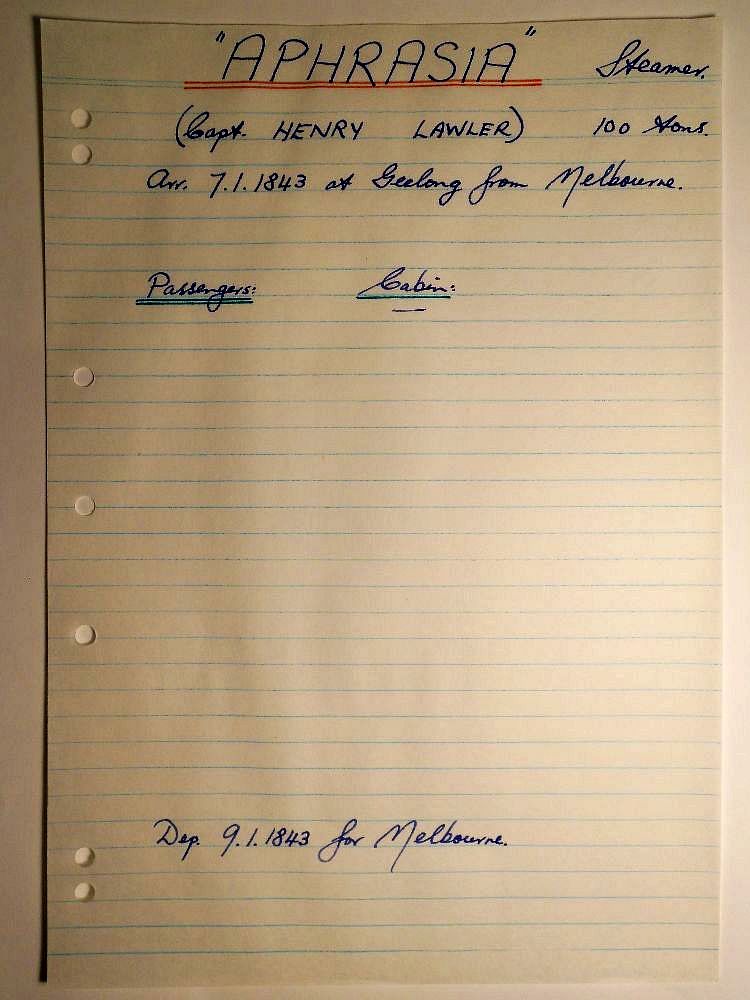 "APHRASIA" Steamer.
(Capt. HENRY LAWLER) 100 tons.
Arr. 7.1.1843 at Geelong from Melbourne.
Passengers: Cabin:
—
Dep. 9.1.1843 for Melbourne.